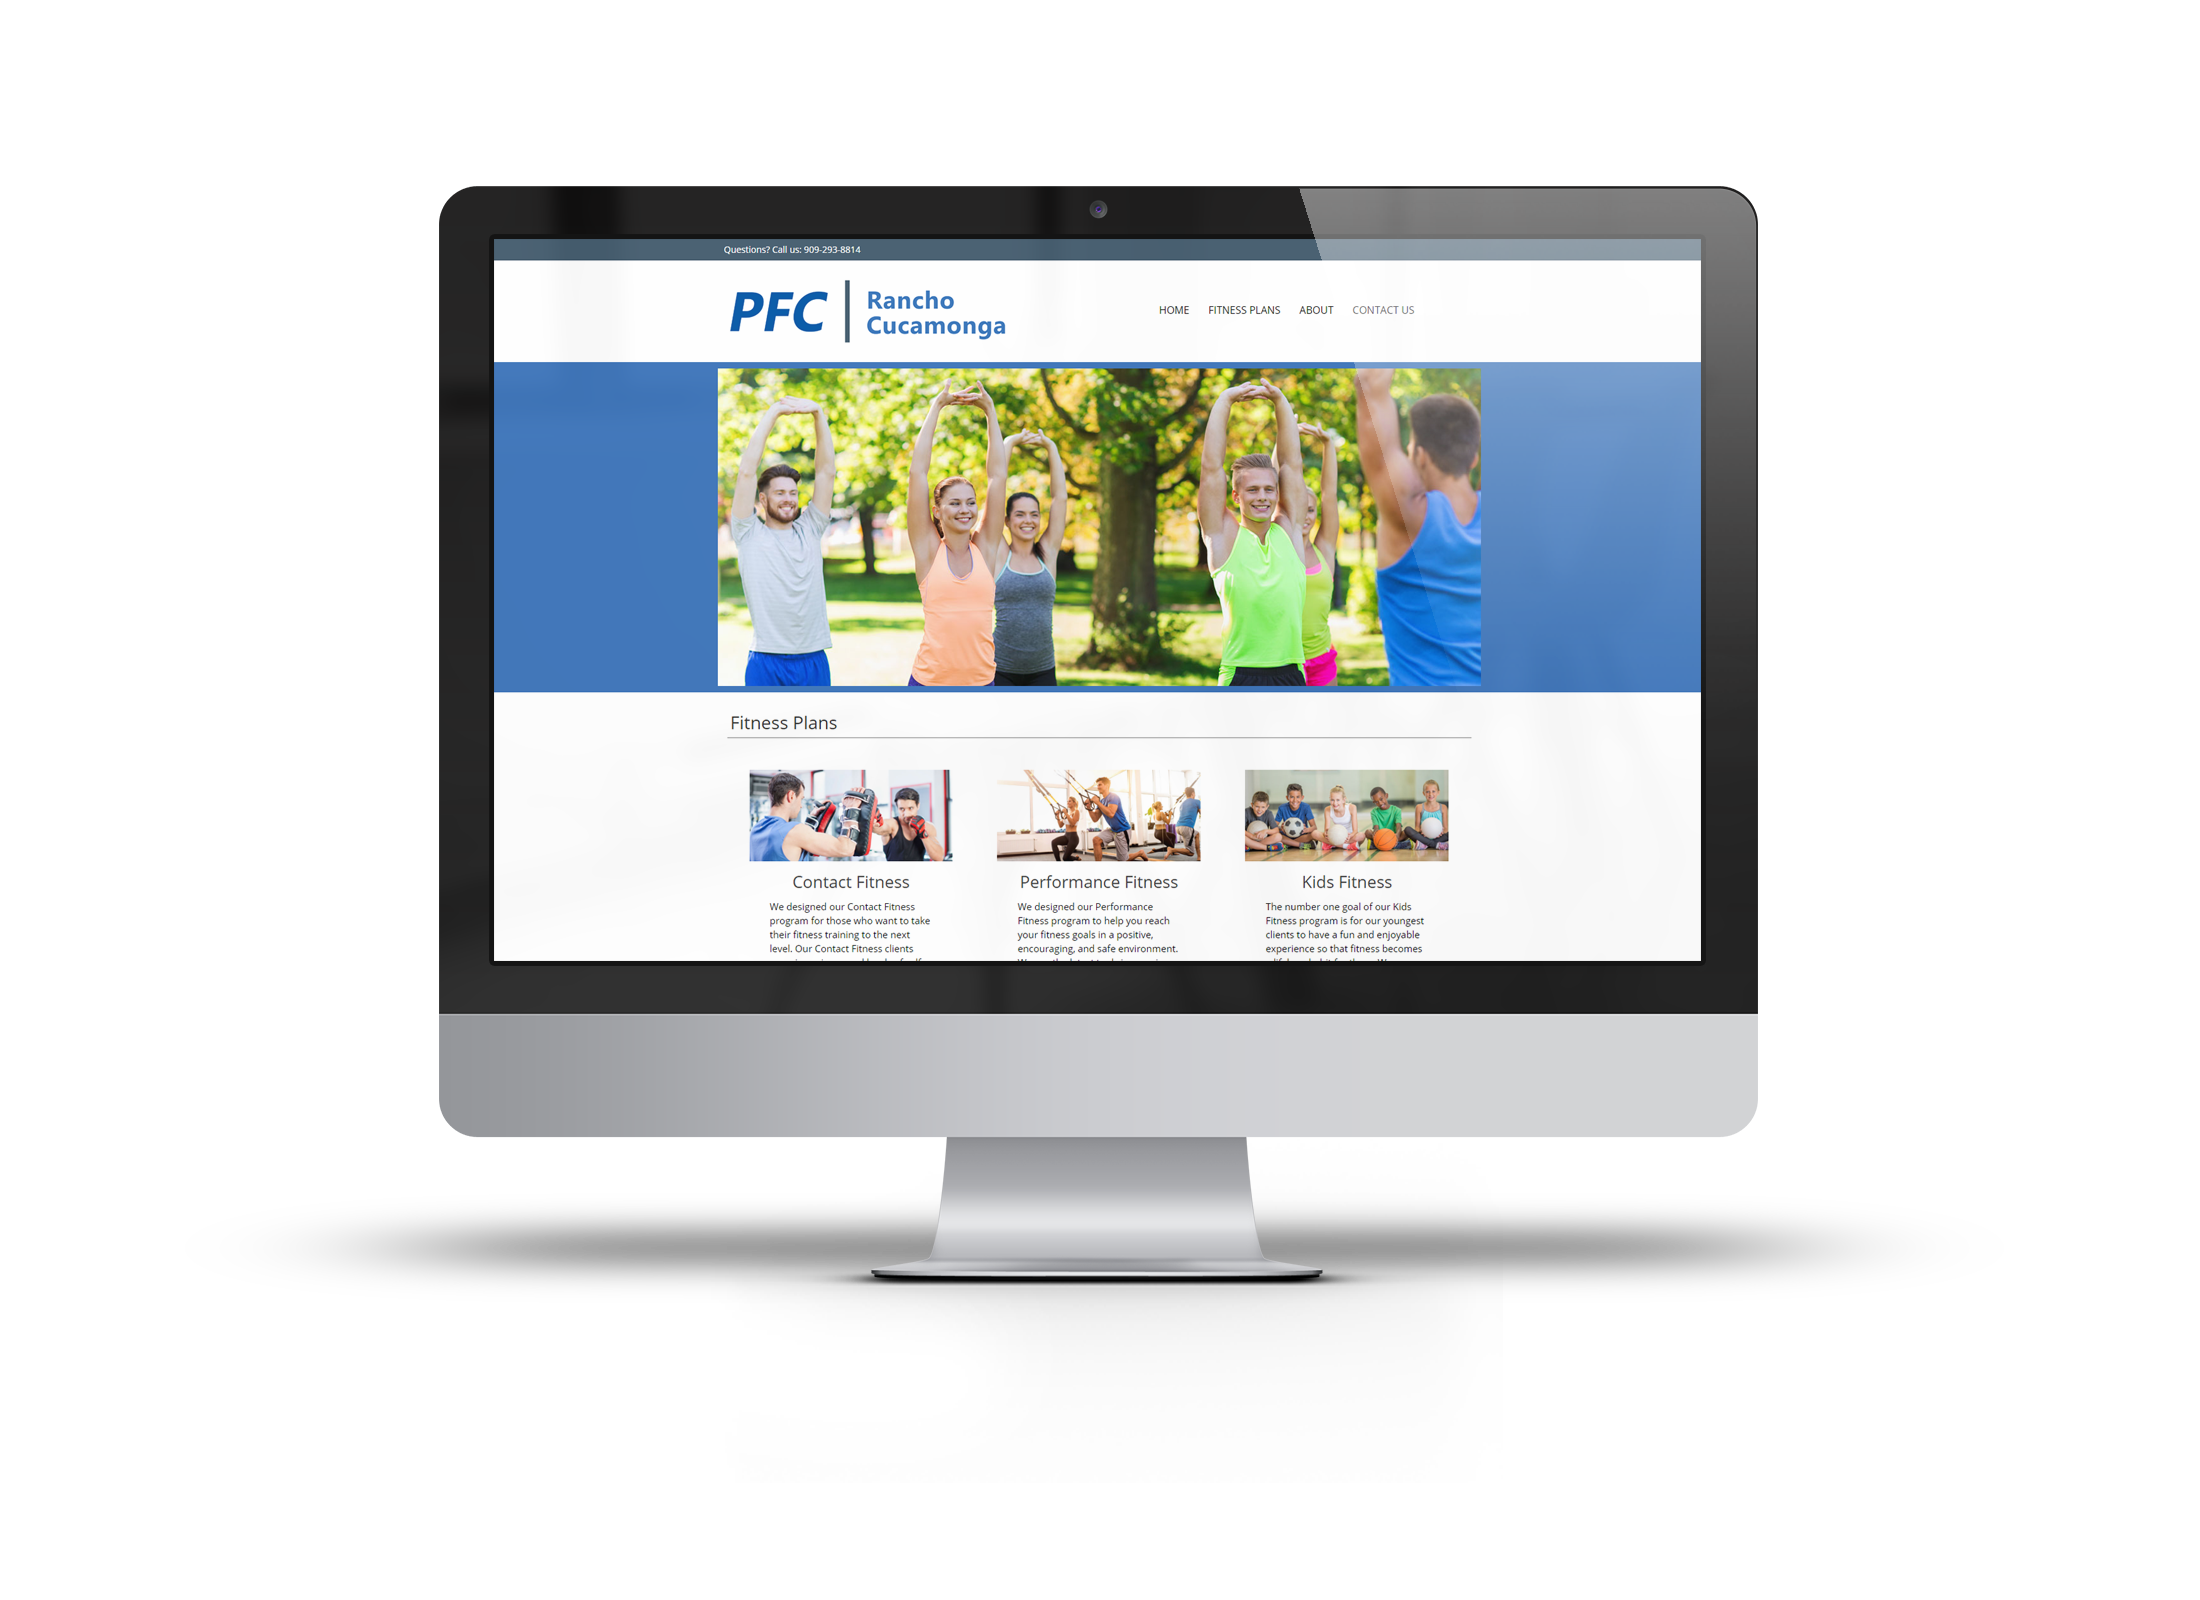 Questions? Call us: 909-293-8814
PFC
Rancho
Cucamonga
HOME FITNESS PLANS ABOUT CONTACT US
Fitness Plans
Contact Fitness
We designed our Contact Fitness
program for those who want to take
their fitness training to the next
level. Our Contact Fitness clients
Performance Fitness
We designed our Performance
Fitness program to help you reach
your fitness goals in a positive,
encouraging, and safe environment.
Kids Fitness
The number one goal of our Kids
Fitness program is for our youngest
clients to have a fun and enjoyable
experience so that fitness becomes